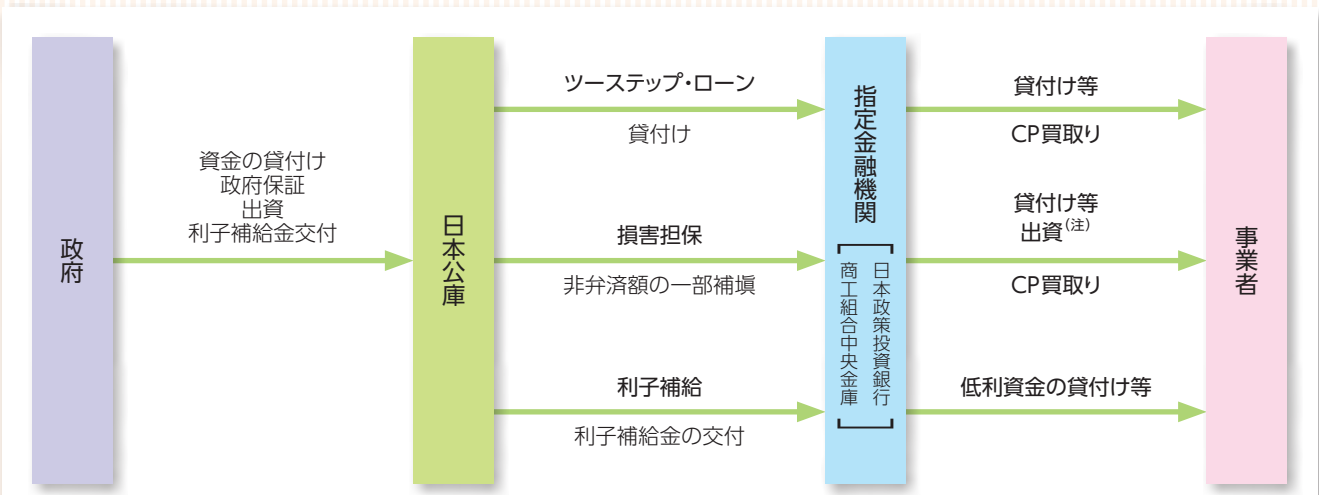 政府
資金の貸付け
政府保証
出資
利子補給金交付
日本公庫
ツーステップ・ローン
貸付け
損害担保
非弁済額の一部補塡
利子補給
利子補給金の交付
指定金融機関
日本政策投資銀行
商工組合中央金庫
貸付け等
CP買取り
貸付け等
出資(注)
CP買取り
低利資金の貸付け等
事業者